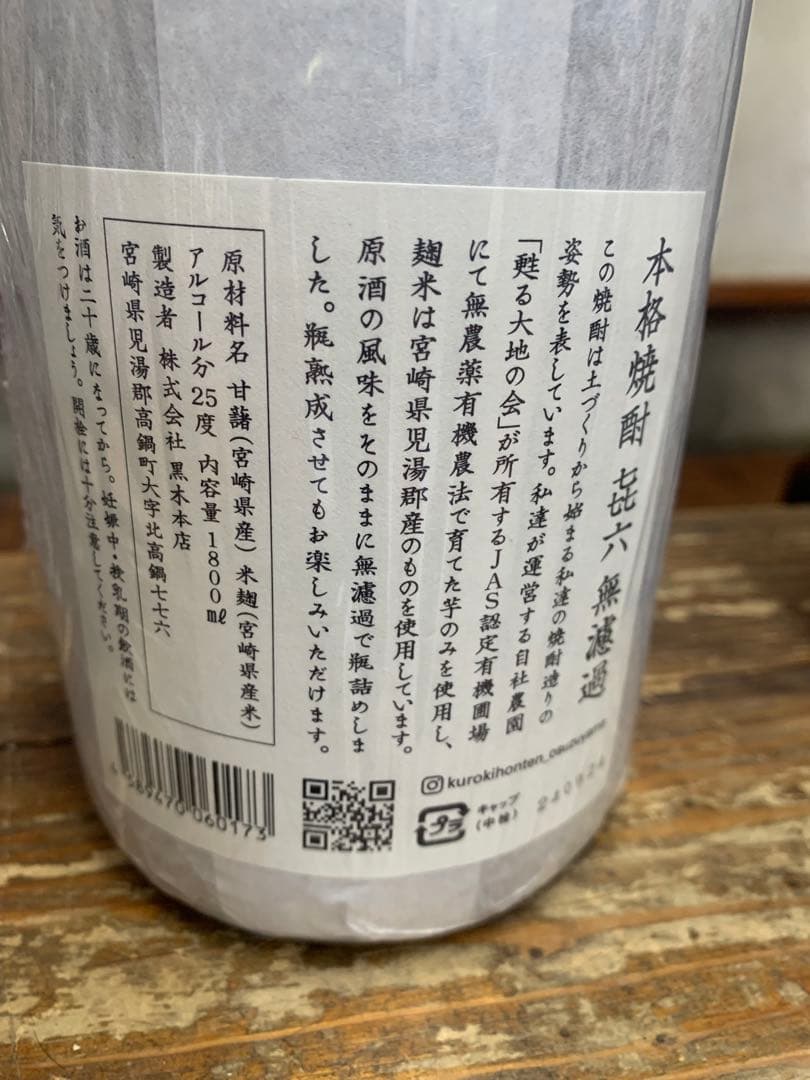 本格焼酎 㐂六 無濾過
この焼酎は土づくりから始まる私達の焼酎造りの
姿勢を表しています。私達が運営する自社農園
「甦る大地の会」が所有するJAS認定有機圃場
にて無農薬有機農法で育てた芋のみを使用し、
麹米は宮崎県児湯郡産のものを使用しています。
原酒の風味をそのままに無濾過で瓶詰めしま
した。瓶熟成させてもお楽しみいただけます。
原材料名 甘藷(宮崎県産) 米麹(宮崎県産米)
アルコール分 25度 内容量 1800㎖
製造者 株式会社 黒木本店
宮崎県児湯郡高鍋町大字北高鍋七七六
お酒は二十歳になってから。妊娠中・授乳期の飲酒には
気をつけましょう。開栓には十分注意してください。
kurokihonten_osuzuyama
プラ
キャップ
(中栓)
240624
4589470060173